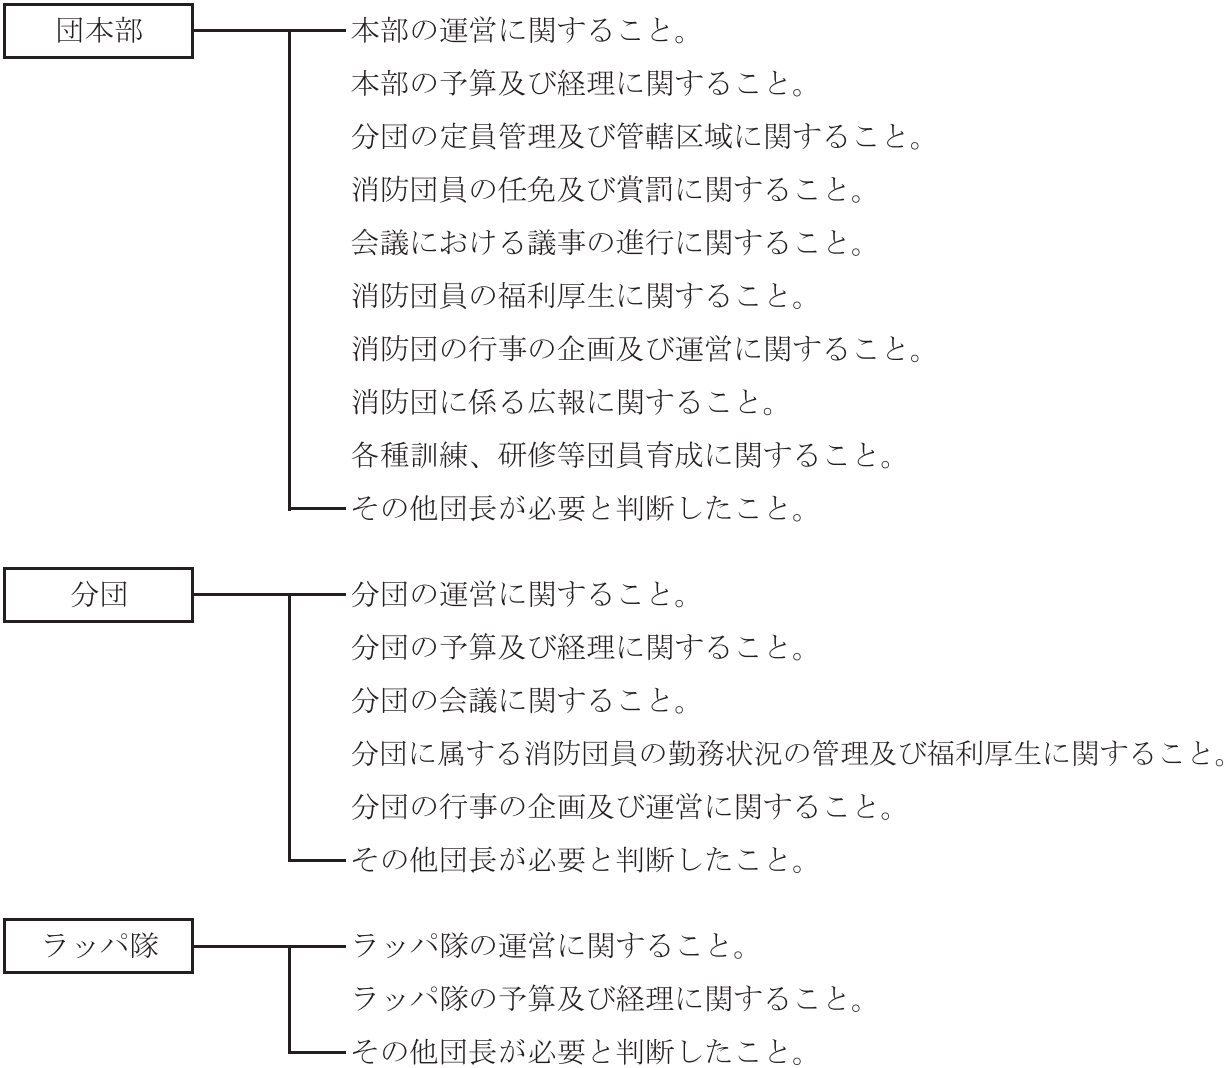 団本部
本部の運営に関すること。
本部の予算及び経理に関すること。
分団の定員管理及び管轄区域に関すること。
消防団員の任免及び賞罰に関すること。
会議における議事の進行に関すること。
消防団員の福利厚生に関すること。
消防団の行事の企画及び運営に関すること。
消防団に係る広報に関すること。
各種訓練、研修等団員育成に関すること。
その他団長が必要と判断したこと。
分団
分団の運営に関すること。
分団の予算及び経理に関すること。
分団の会議に関すること。
分団に属する消防団員の勤務状況の管理及び福利厚生に関すること。
分団の行事の企画及び運営に関すること。
その他団長が必要と判断したこと。
ラッパ隊
ラッパ隊の運営に関すること。
ラッパ隊の予算及び経理に関すること。
その他団長が必要と判断したこと。